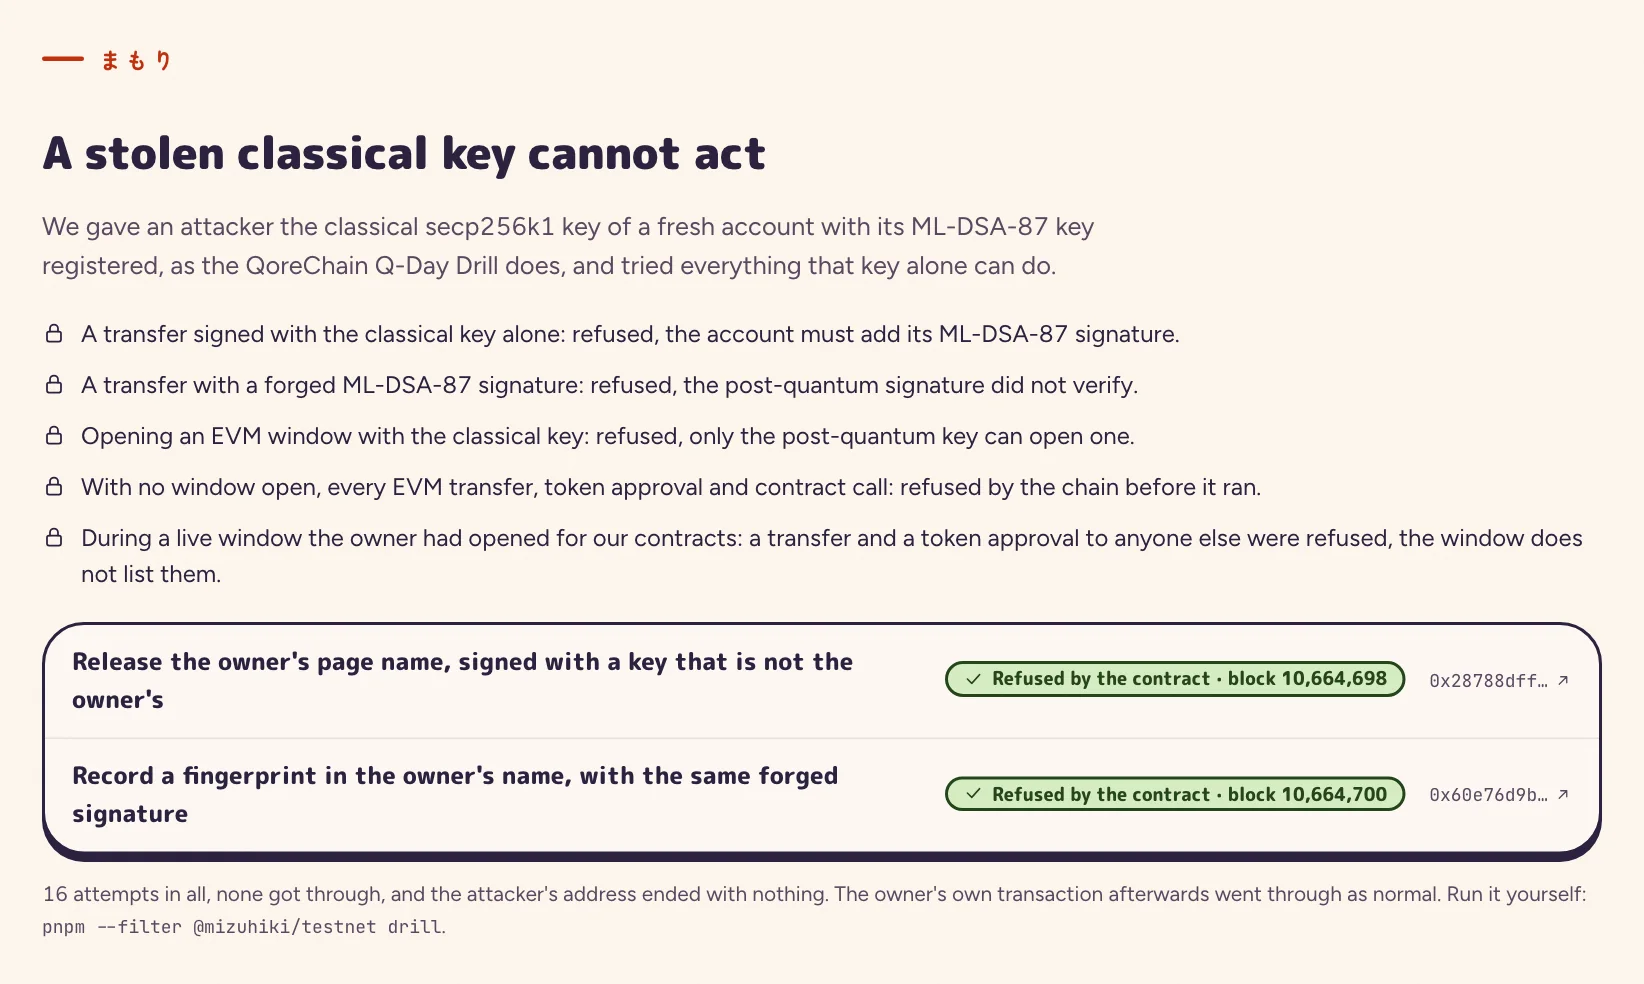 まもり
A stolen classical key cannot act
We gave an attacker the classical secp256k1 key of a fresh account with its ML-DSA-87 key
registered, as the QoreChain Q-Day Drill does, and tried everything that key alone can do.
A transfer signed with the classical key alone: refused, the account must add its ML-DSA-87 signature.
A transfer with a forged ML-DSA-87 signature: refused, the post-quantum signature did not verify.
Opening an EVM window with the classical key: refused, only the post-quantum key can open one.
With no window open, every EVM transfer, token approval and contract call: refused by the chain before it ran.
During a live window the owner had opened for our contracts: a transfer and a token approval to anyone else were refused, the window does
not list them.
Release the owner's page name, signed with a key that is not the
owner's
✓ Refused by the contract · block 10,664,698
0x28788dff… ↗
Record a fingerprint in the owner's name, with the same forged
signature
✓ Refused by the contract · block 10,664,700
0x60e76d9b… ↗
16 attempts in all, none got through, and the attacker's address ended with nothing. The owner's own transaction afterwards went through as normal. Run it yourself:
pnpm --filter @mizuhiki/testnet drill.